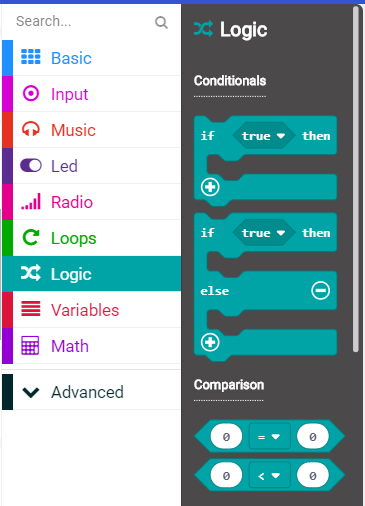 Search...
Basic
Input
Music
Led
Radio
Loops
Logic
Variables
Math
Advanced
Logic
Conditionals
if true then
if true then
else
Comparison
0 = 0
0 < 0